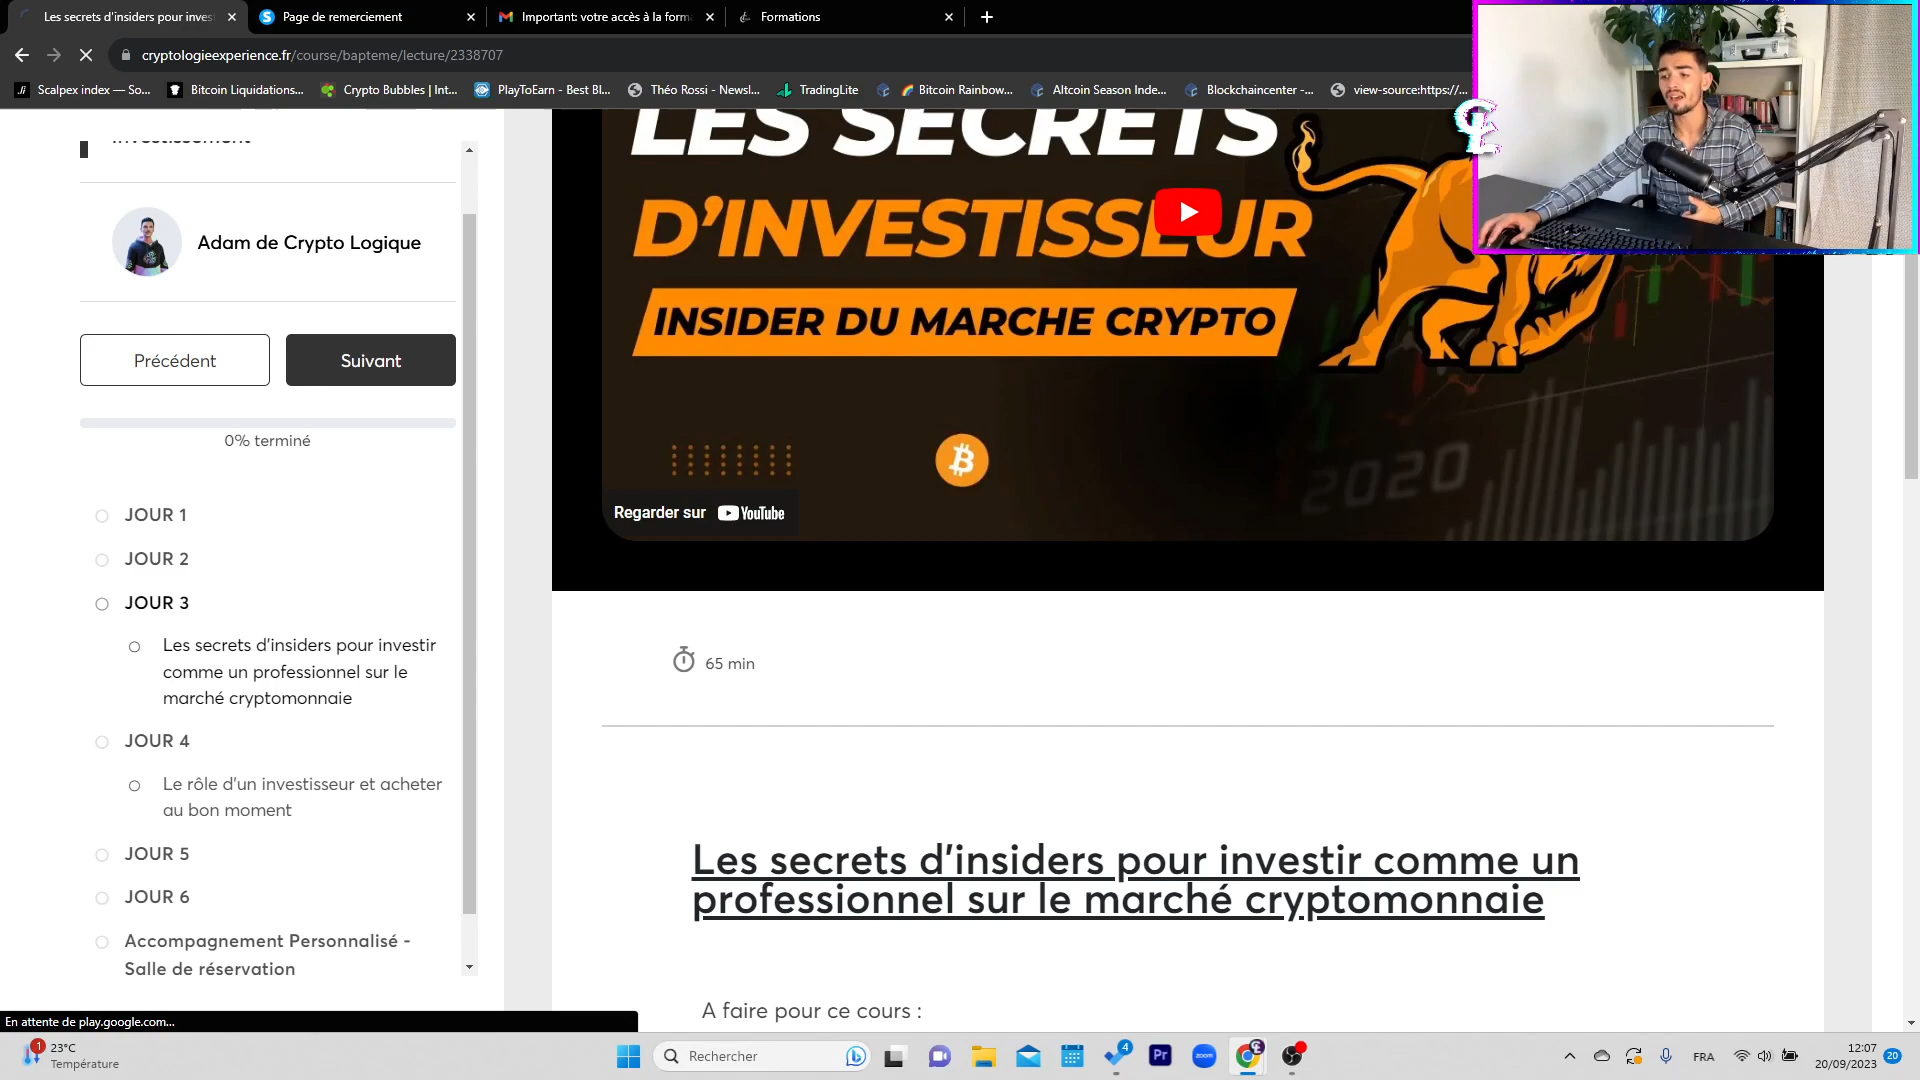 Les secrets d'insiders pour inves
Page de remerciement
Important: votre accès à la form
Formations
cryptologieexperience.fr/course/bapteme/lecture/2338707
Scalpex index — So...
Bitcoin Liquidations...
Crypto Bubbles | Int...
PlayToEarn - Best Bl...
Théo Rossi - Newsl...
TradingLite
Bitcoin Rainbow...
Altcoin Season Inde...
Blockchaincenter -...
view-source:https://...
Investissement
Adam de Crypto Logique
Précédent
Suivant
0% terminé
JOUR 1
JOUR 2
JOUR 3
Les secrets d'insiders pour investir
comme un professionnel sur le
marché cryptomonnaie
JOUR 4
Le rôle d'un investisseur et acheter
au bon moment
JOUR 5
JOUR 6
Accompagnement Personnalisé -
Salle de réservation
LES SECRETS
D'INVESTISSEUR
INSIDER DU MARCHE CRYPTO
2020
Regarder sur YouTube
65 min
Les secrets d'insiders pour investir comme un
professionnel sur le marché cryptomonnaie
A faire pour ce cours :
En attente de play.google.com...
1
23°C
Température
Rechercher
4
Pr
zoom
FRA
12:07
20/09/2023
20